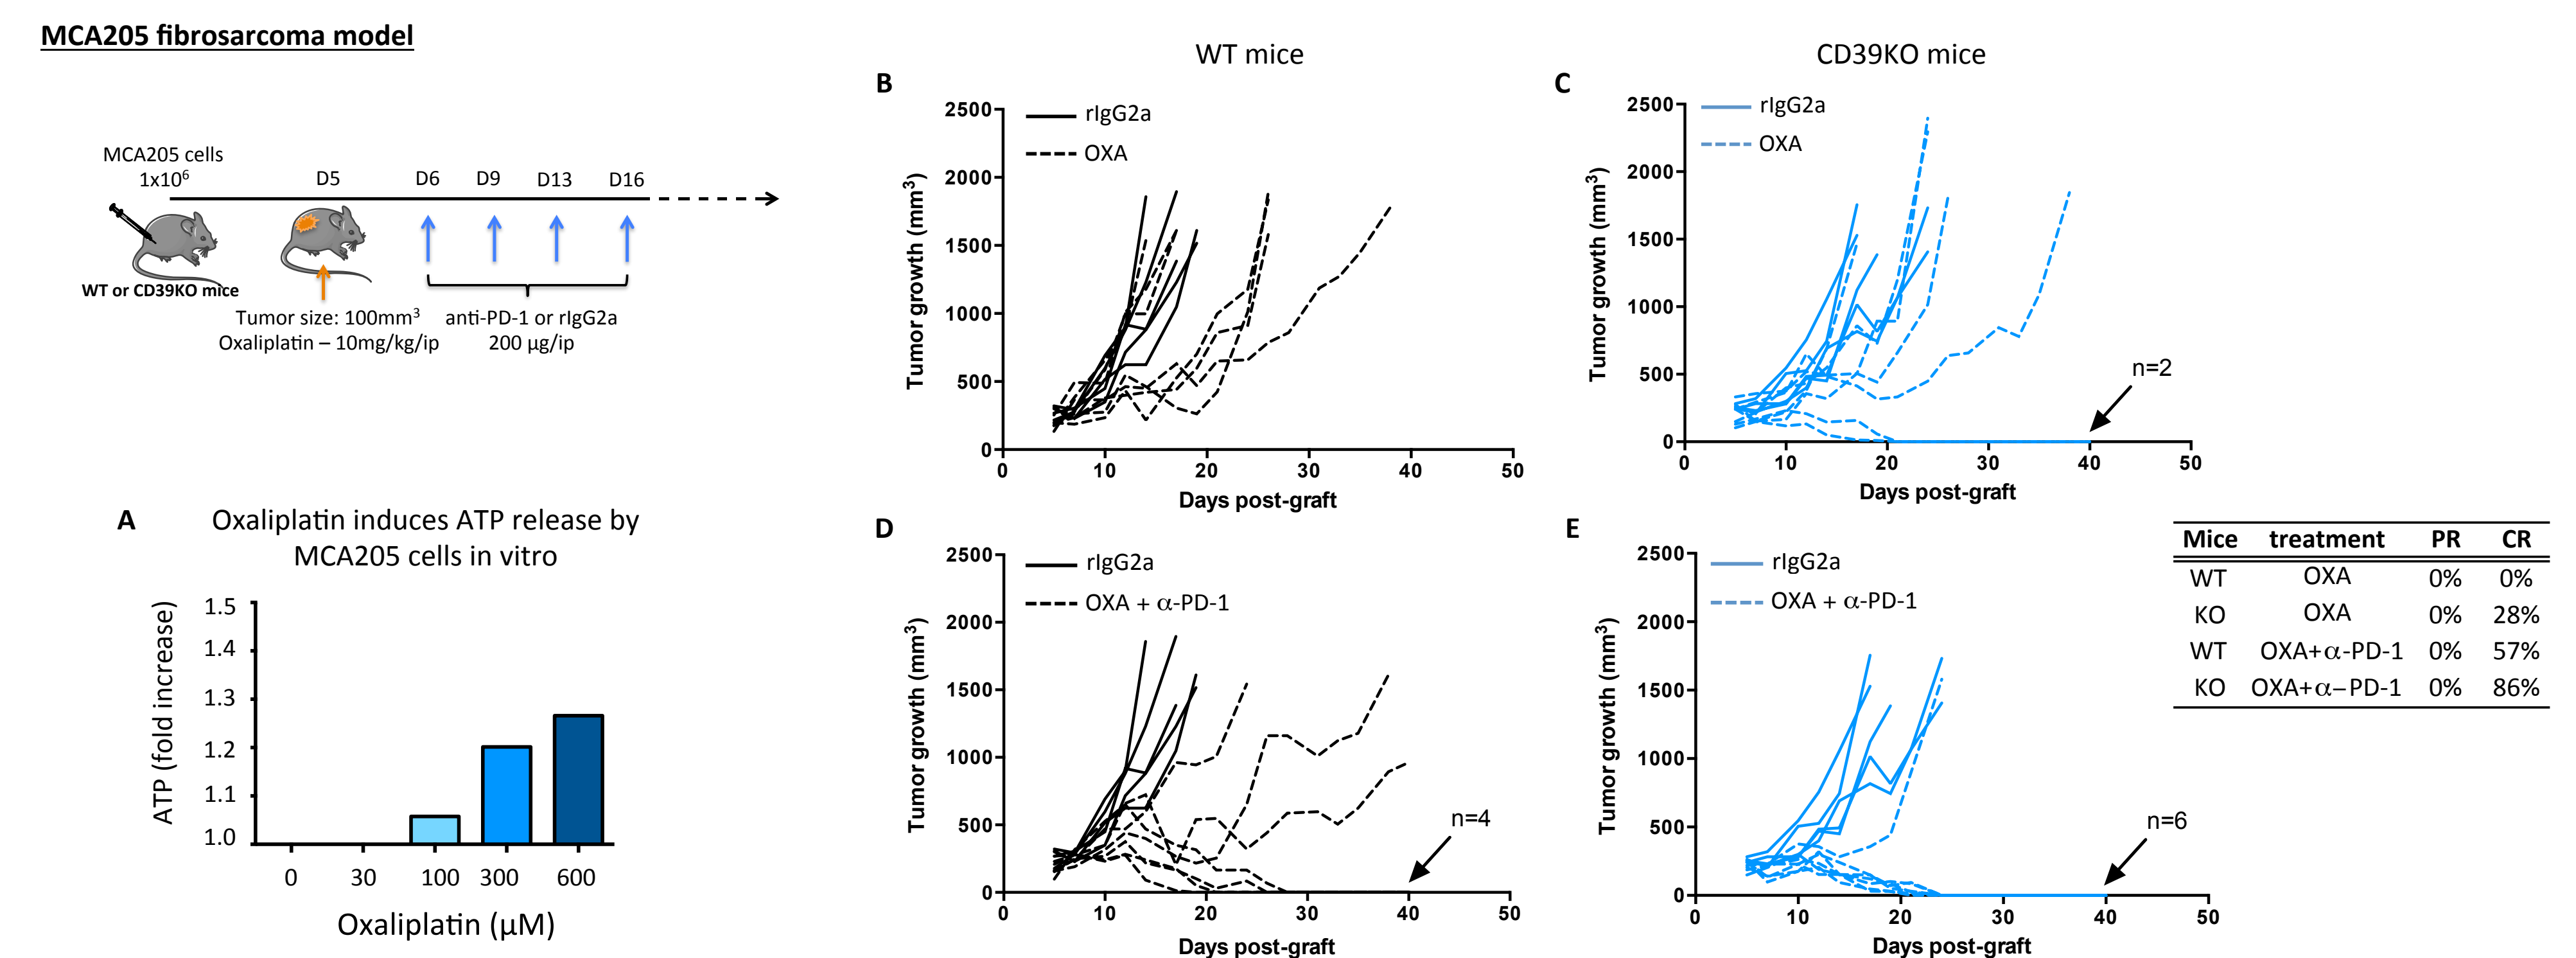 MCA205 fibrosarcoma model
MCA205 cells
1x10⁶
D5
D6
D9
D13
D16
WT or CD39KO mice
Tumor size: 100mm³
Oxaliplatin – 10mg/kg/ip
anti-PD-1 or rIgG2a
200 µg/ip
A
Oxaliplatin induces ATP release by
MCA205 cells in vitro
ATP (fold increase)
1.5
1.4
1.3
1.2
1.1
1.0
0 30 100 300 600
Oxaliplatin (µM)
WT mice
B
rIgG2a
OXA
Tumor growth (mm³)
2500
2000
1500
1000
500
0
0 10 20 30 40 50
Days post-graft
CD39KO mice
C
rIgG2a
OXA
Tumor growth (mm³)
2500
2000
1500
1000
500
0
n=2
0 10 20 30 40 50
Days post-graft
D
rIgG2a
OXA + α-PD-1
Tumor growth (mm³)
2500
2000
1500
1000
500
0
n=4
0 10 20 30 40 50
Days post-graft
E
rIgG2a
OXA + α-PD-1
Tumor growth (mm³)
2500
2000
1500
1000
500
0
n=6
0 10 20 30 40 50
Days post-graft
Mice treatment PR CR
WT OXA 0% 0%
KO OXA 0% 28%
WT OXA+α-PD-1 0% 57%
KO OXA+α–PD-1 0% 86%